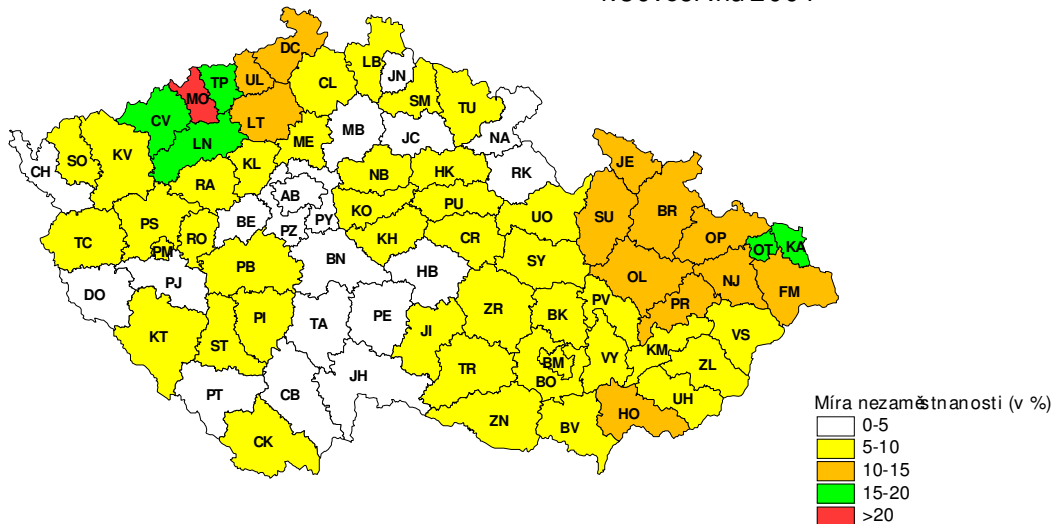 DC
LB
JN
TP
UL
CL
MO
SM
TU
CV
LT
MB
JC
NA
LN
ME
CH
SO
KV
KL
RK
JE
RA
NB
HK
AB
SU
BR
KO
PU
UO
BE
PZ
PY
TC
PS
RO
PM
KH
CR
OP
OT
KA
PB
BN
SY
HB
OL
NJ
FM
DO
PJ
PR
PV
KT
ST
PI
TA
PE
JI
ZR
BK
VS
VY
KM
ZL
TR
BM
BO
JH
PT
CB
UH
HO
ZN
BV
CK
Míra nezaměstnanosti (v %)
0-5
5-10
10-15
15-20
>20